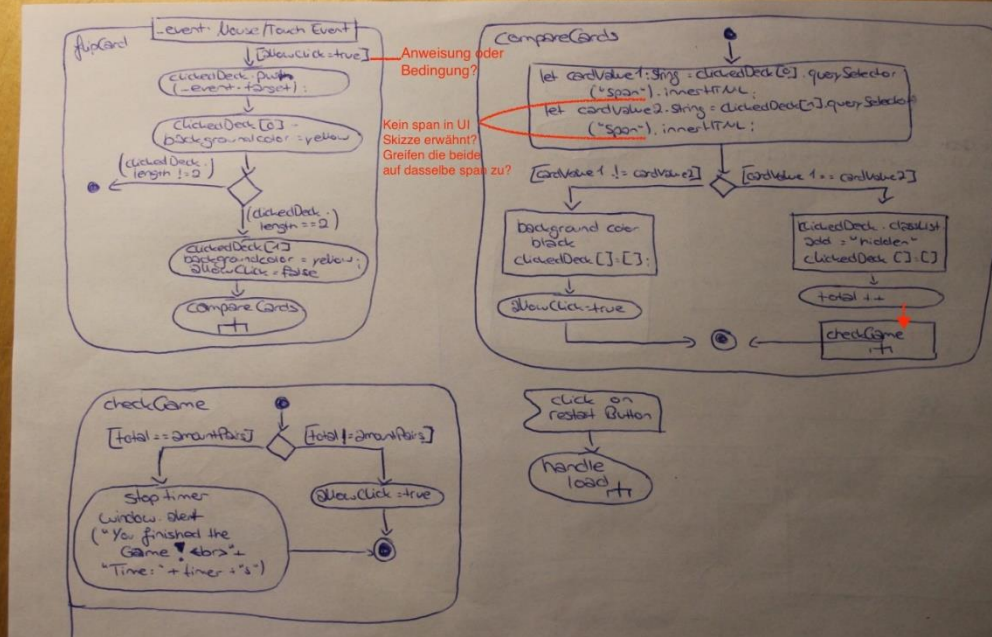 flipCard
_event: Mouse/Touch Event
[allowClick=true]
Anweisung oder
Bedingung?
clickedDeck.push
(_event.target);
clickedDeck[0].
backgroundcolor = yellow
[clickedDeck.
length != 2]
[clickedDeck.
length == 2]
clickedDeck[1]
backgroundcolor = yellow;
allowClick = false
compareCards
Kein span in UI
Skizze erwähnt?
Greifen die beide
auf dasselbe span zu?
compareCards
let cardValue1: String = clickedDeck[0].querySelector
("span").innerHTML;
let cardValue2: String = clickedDeck[1].querySelector
("span").innerHTML;
[cardValue1 != cardValue2]
[cardValue1 == cardValue2]
background color
black
clickedDeck []=[];
allowClick=true
clickedDeck.classList
add = "hidden"
clickedDeck []=[]
total ++
checkGame
checkGame
[total == amountPairs]
[total != amountPairs]
stop timer
window.alert
("You finished the
Game! <br>"+
"Time:" + timer + "s")
allowClick = true
click on
restart Button
handle
load